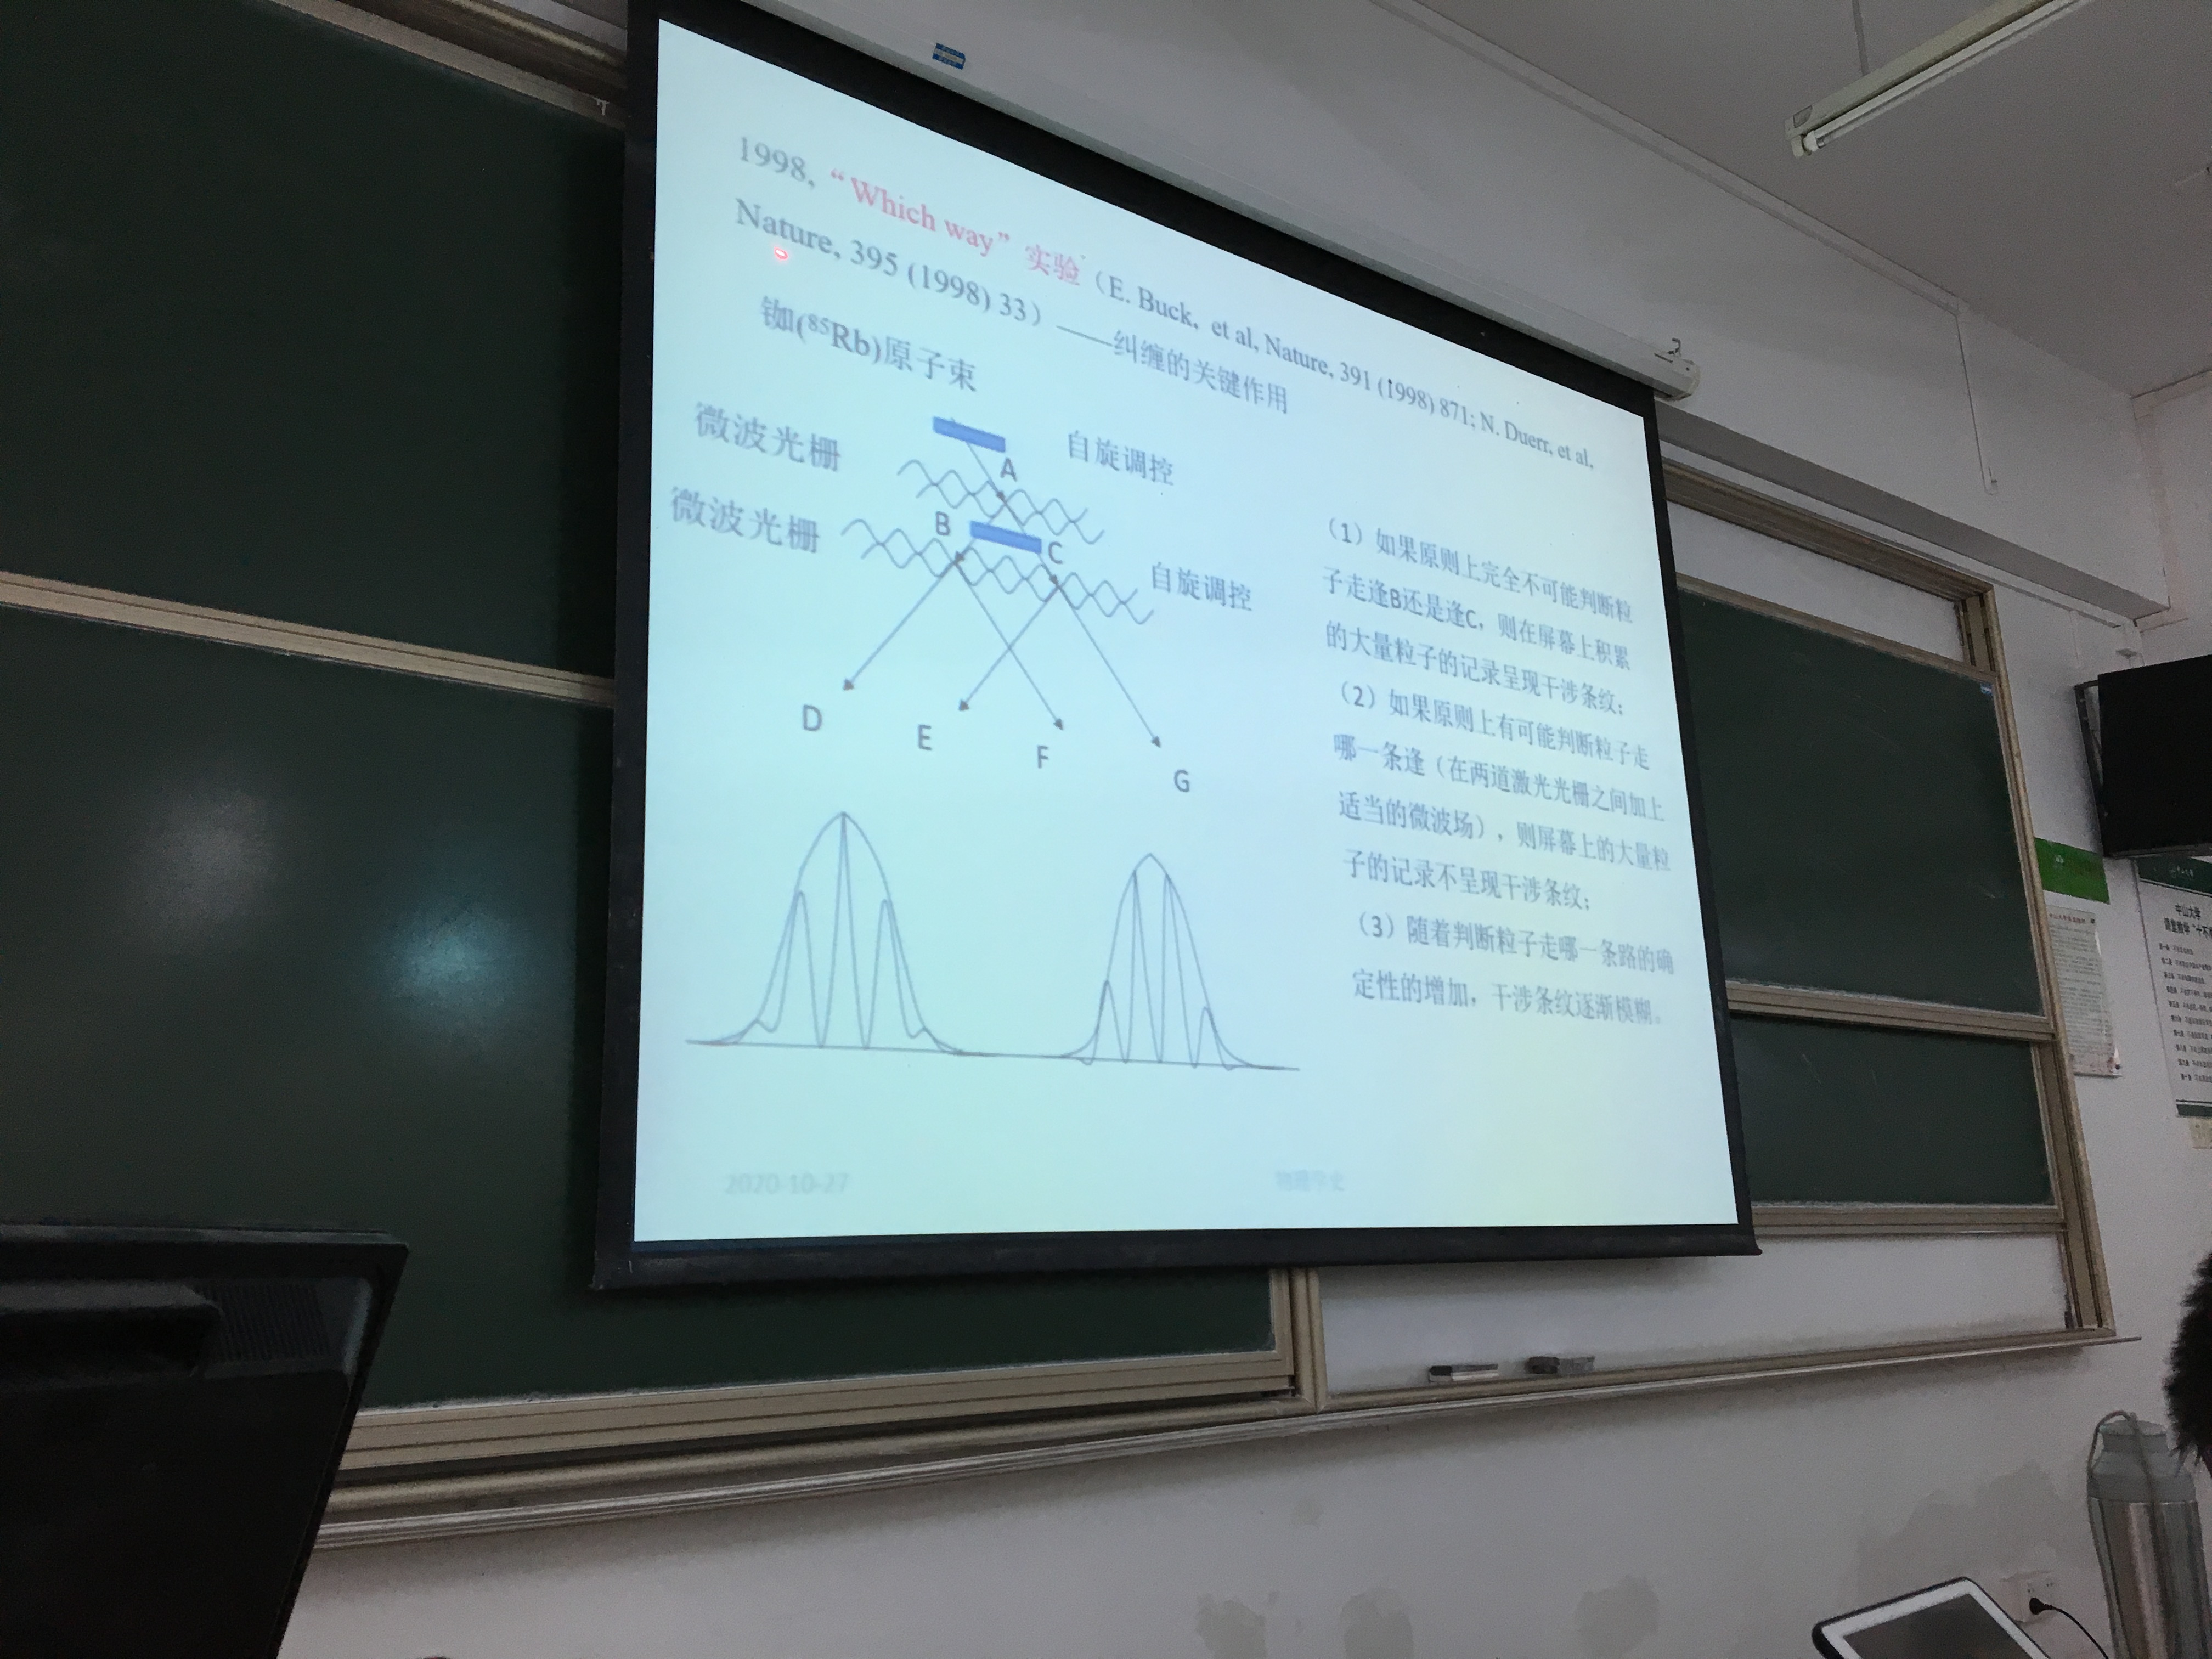 1998, “Which way” 实验（E. Buck, et al, Nature, 391 (1998) 871; N. Duerr, et al.
Nature, 395 (1998) 33）——纠缠的关键作用
铷(⁸⁵Rb)原子束
微波光栅
A
自旋调控
微波光栅
B
C
自旋调控
D
E
F
G
（1）如果原则上完全不可能判断粒
子走逢B还是逢C，则在屏幕上积累
的大量粒子的记录呈现干涉条纹；
（2）如果原则上有可能判断粒子走
哪一条逢（在两道激光光栅之间加上
适当的微波场），则屏幕上的大量粒
子的记录不呈现干涉条纹；
（3）随着判断粒子走哪一条路的确
定性的增加，干涉条纹逐渐模糊。
2020-10-27
物理学史
中山大学